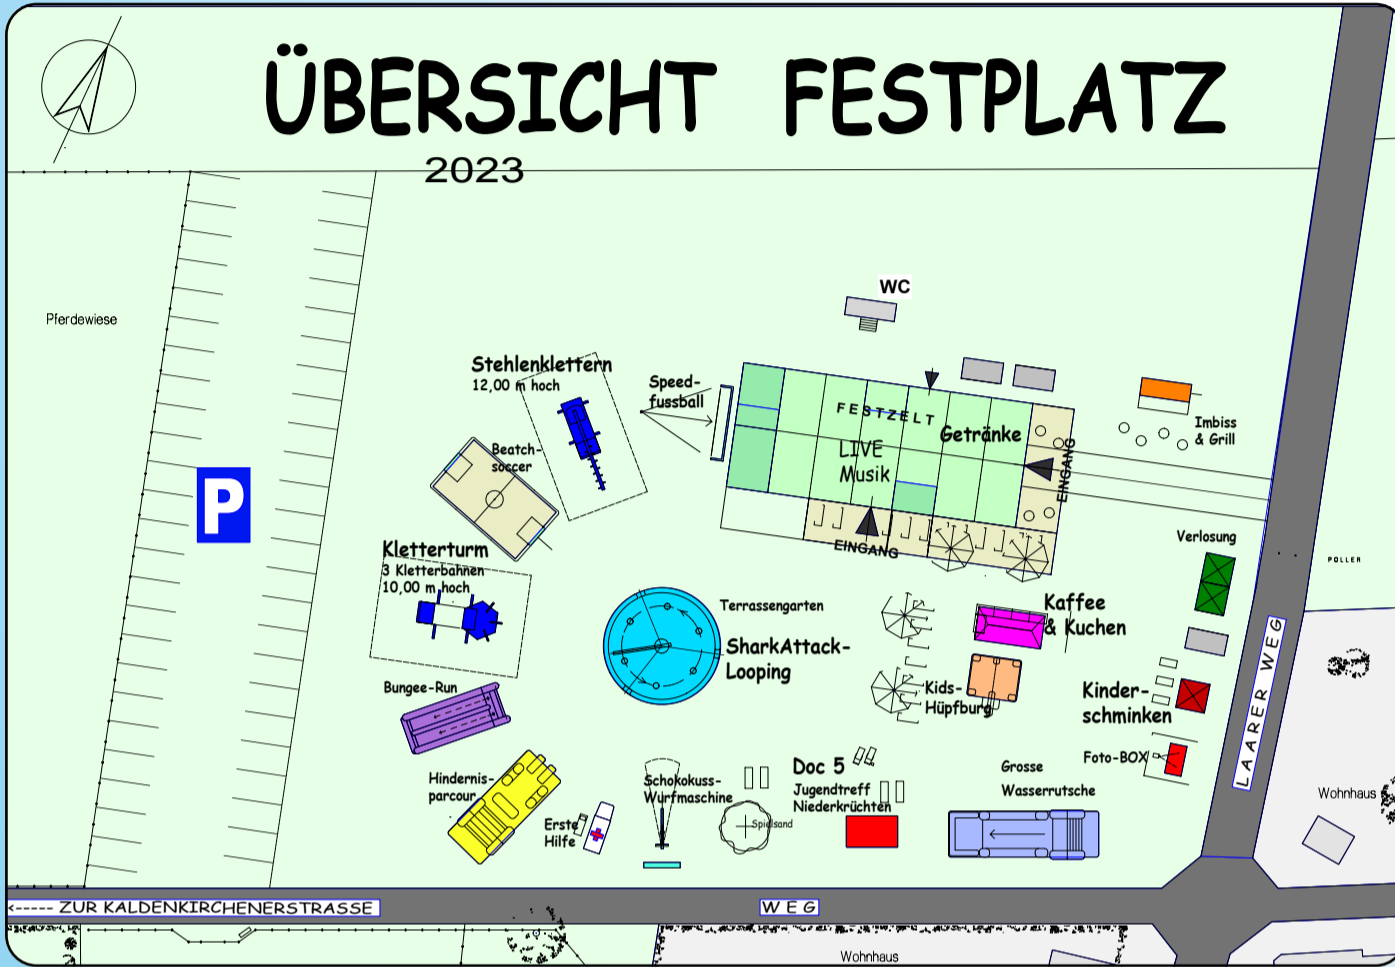 ÜBERSICHT FESTPLATZ
2023
Pferdewiese
P
WC
Stehlenklettern
12,00 m hoch
Speed-
fussball
Beatch-
soccer
FESTZELT
LIVE
Musik
Getränke
EINGANG
EINGANG
Imbiss
& Grill
Verlosung
POLLER
Kletterturm
3 Kletterbahnen
10,00 m hoch
Terrassengarten
SharkAttack-
Looping
Kaffee
& Kuchen
Kids-
Hüpfburg
Kinder-
schminken
Foto-BOX
LAARER WEG
Bungee-Run
Hindernis-
parcour
Erste
Hilfe
Schokokuss-
Wurfmaschine
Spielsand
Doc 5
Jugendtreff
Niederkrüchten
Grosse
Wasserrutsche
Wohnhaus
<----- ZUR KALDENKIRCHENERSTRASSE
WEG
Wohnhaus